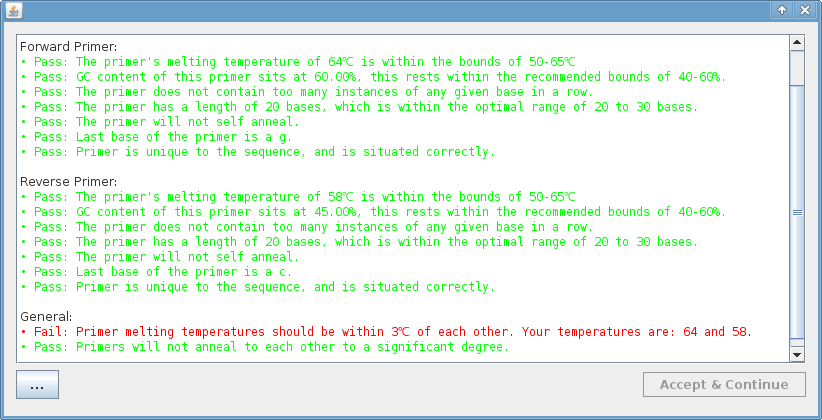 Forward Primer:
• Pass: The primer's melting temperature of 64℃ is within the bounds of 50-65℃
• Pass: GC content of this primer sits at 60.00%, this rests within the recommended bounds of 40-60%.
• Pass: The primer does not contain too many instances of any given base in a row.
• Pass: The primer has a length of 20 bases, which is within the optimal range of 20 to 30 bases.
• Pass: The primer will not self anneal.
• Pass: Last base of the primer is a g.
• Pass: Primer is unique to the sequence, and is situated correctly.
Reverse Primer:
• Pass: The primer's melting temperature of 58℃ is within the bounds of 50-65℃
• Pass: GC content of this primer sits at 45.00%, this rests within the recommended bounds of 40-60%.
• Pass: The primer does not contain too many instances of any given base in a row.
• Pass: The primer has a length of 20 bases, which is within the optimal range of 20 to 30 bases.
• Pass: The primer will not self anneal.
• Pass: Last base of the primer is a c.
• Pass: Primer is unique to the sequence, and is situated correctly.
General:
• Fail: Primer melting temperatures should be within 3℃ of each other. Your temperatures are: 64 and 58.
• Pass: Primers will not anneal to each other to a significant degree.
...
Accept & Continue